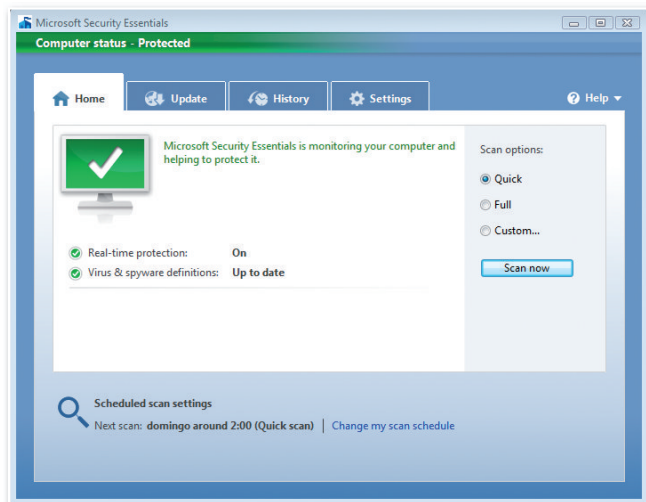 Microsoft Security Essentials
Computer status - Protected
Home
Update
History
Settings
Help
Microsoft Security Essentials is monitoring your computer and
helping to protect it.
Real-time protection: On
Virus & spyware definitions: Up to date
Scan options:
Quick
Full
Custom...
Scan now
Scheduled scan settings
Next scan: domingo around 2:00 (Quick scan) | Change my scan schedule